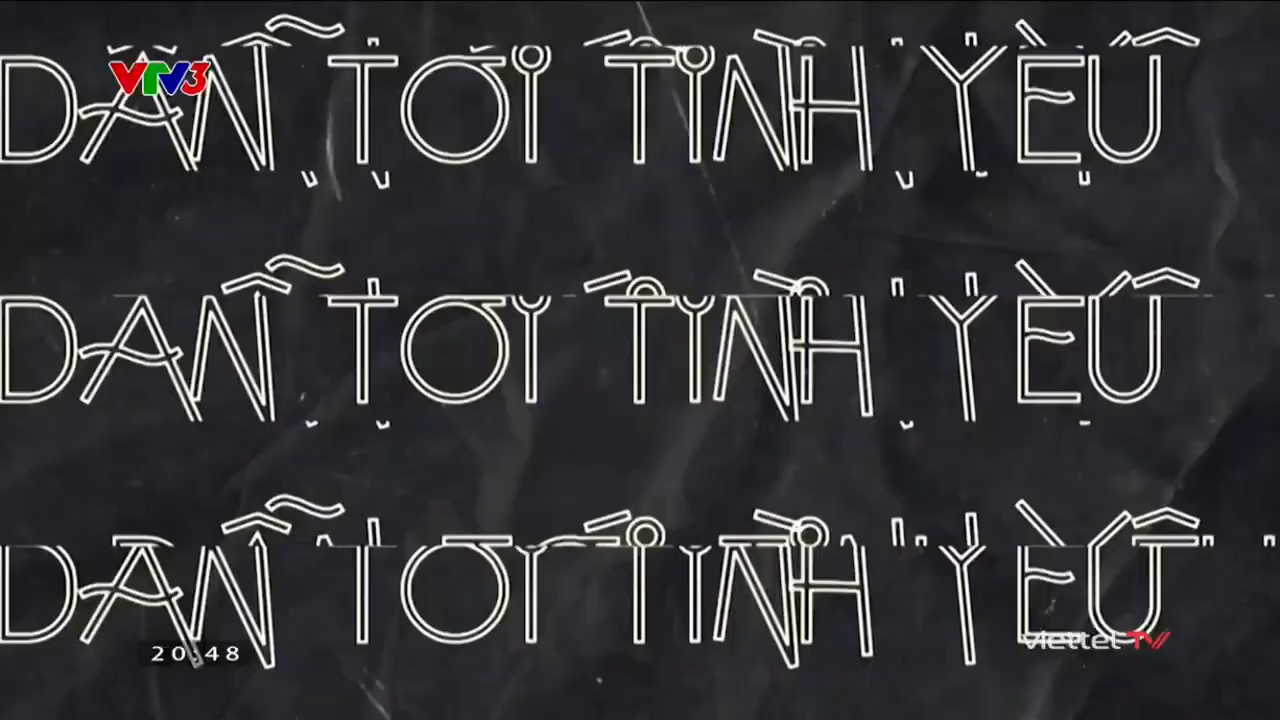 VTV3
DẪN TỚI TÌNH YÊU
DẪN TỚI TÌNH YÊU
DẪN TỚI TÌNH YÊU
20:48
viettel TV